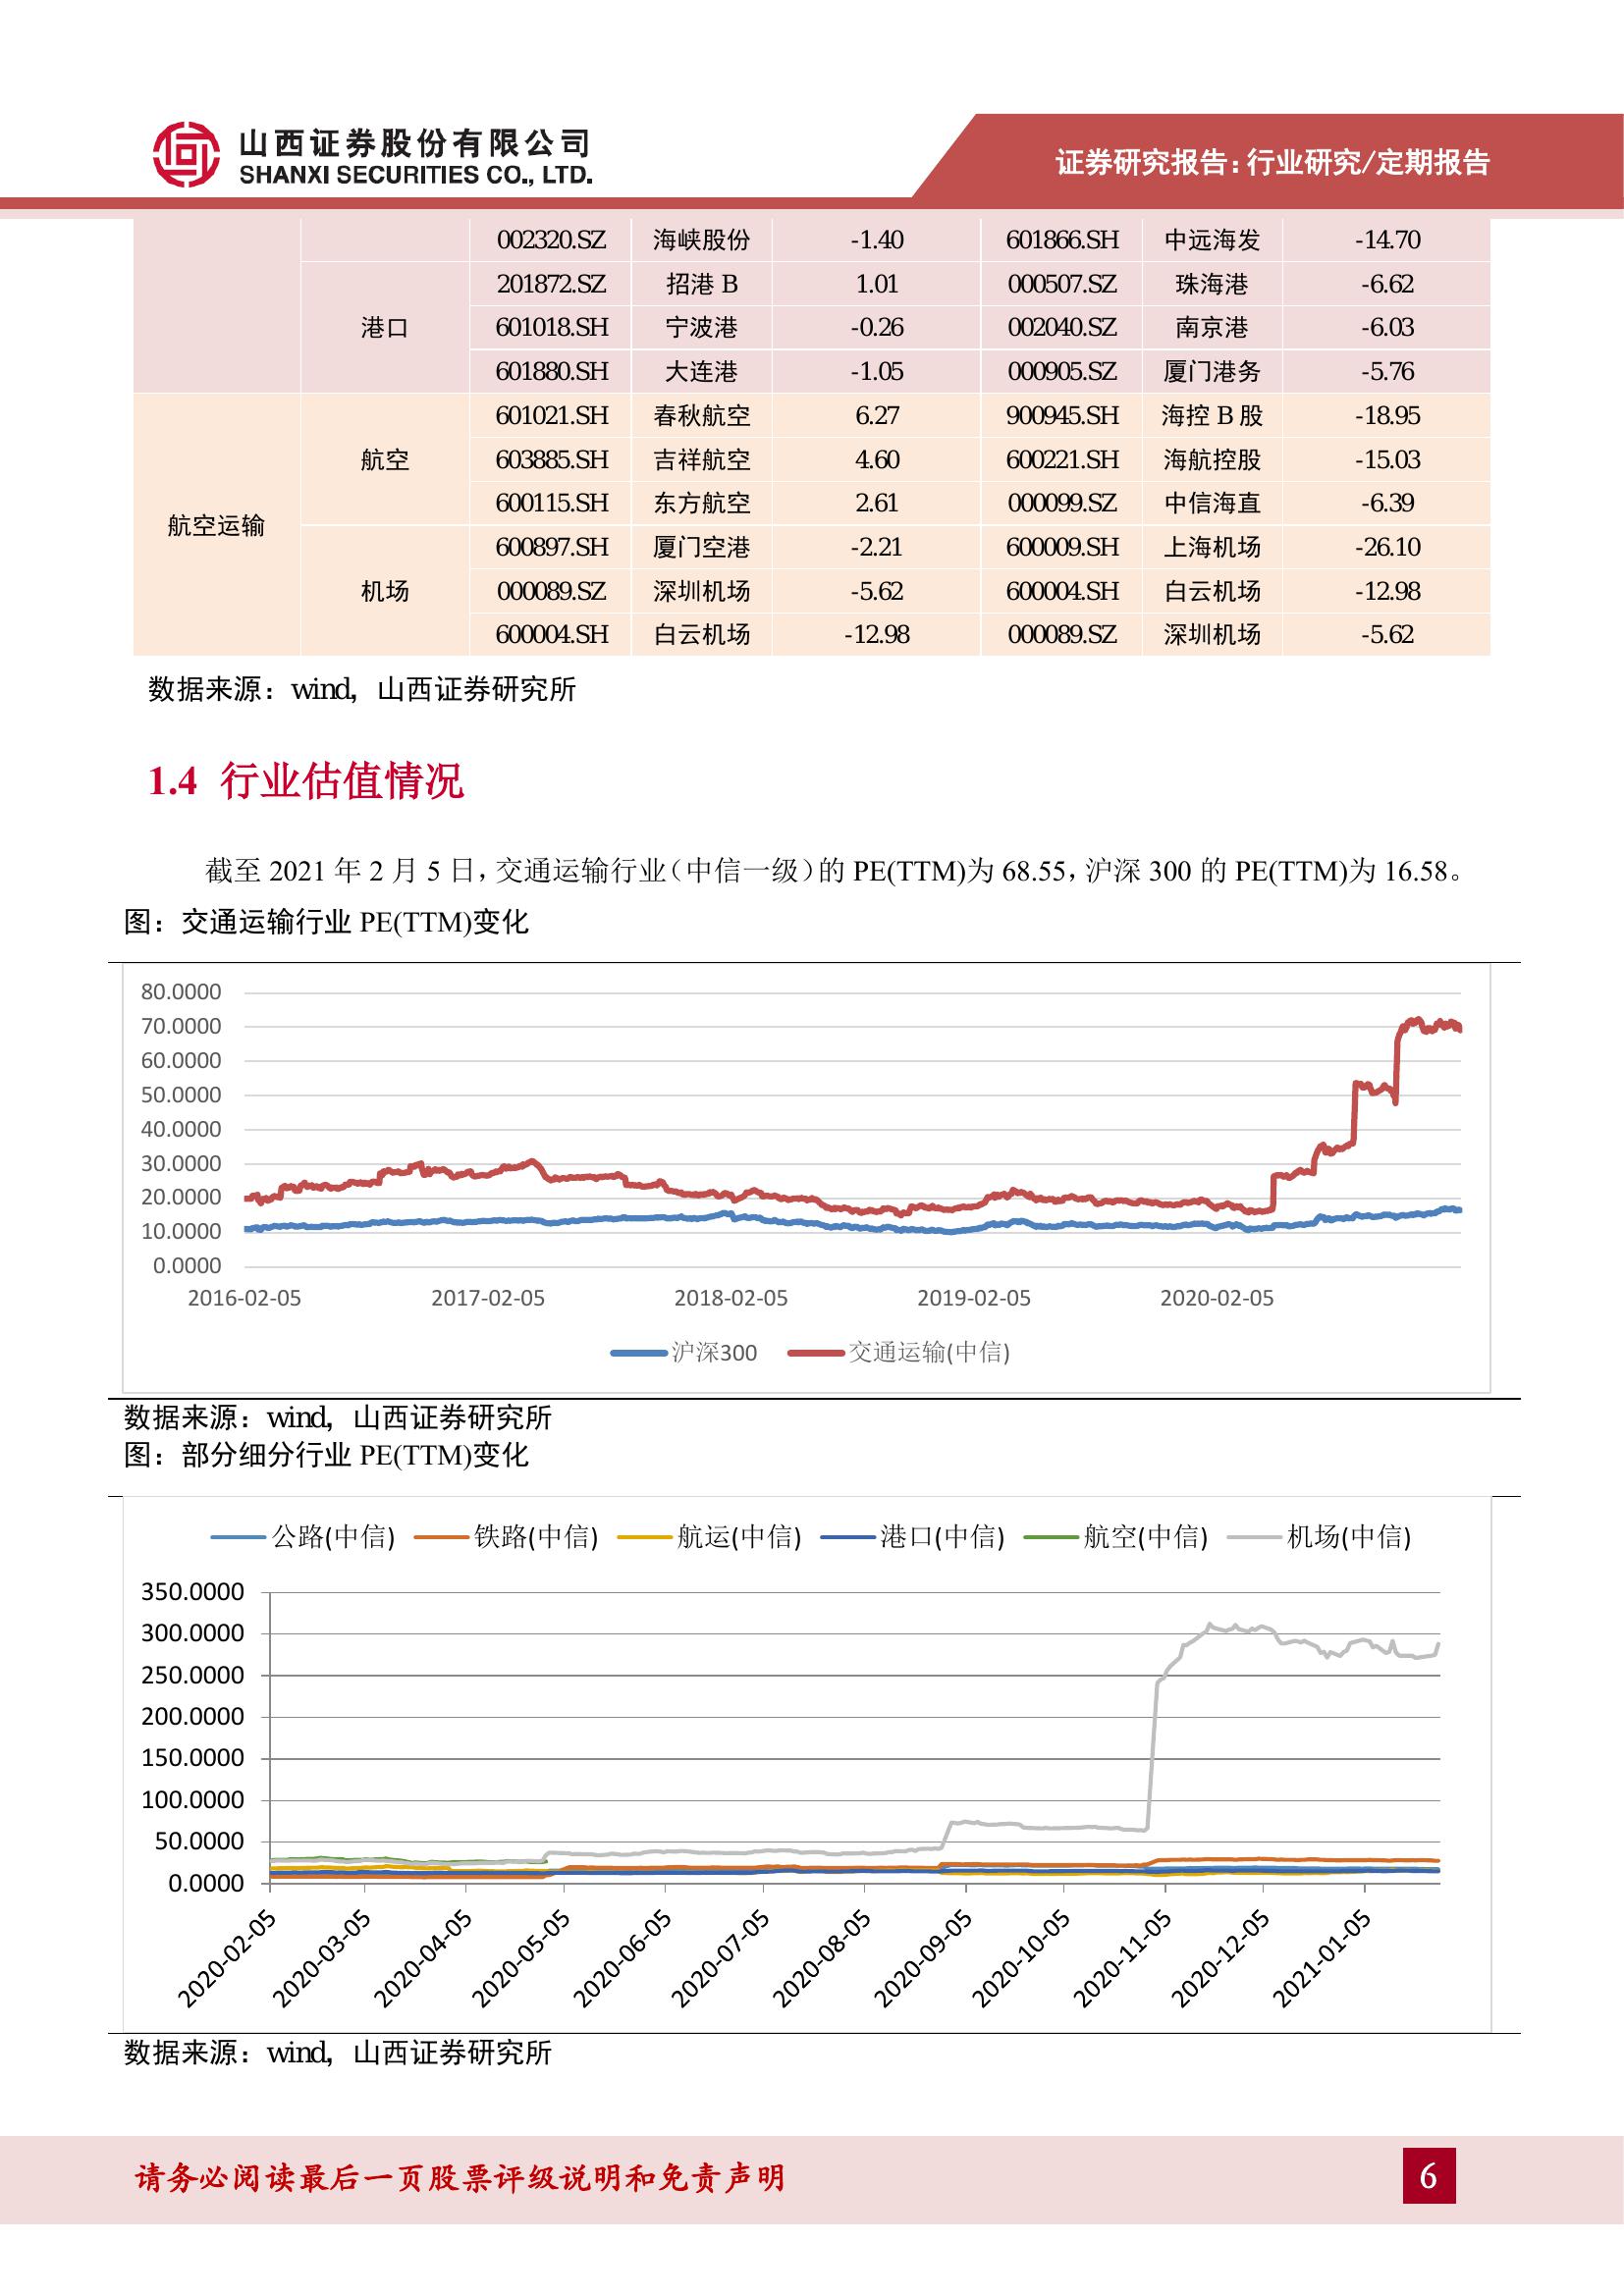 山西证券股份有限公司
SHANXI SECURITIES CO., LTD.
证券研究报告：行业研究/定期报告
002320.SZ 海峡股份 -1.40 601866.SH 中远海发 -14.70
港口
201872.SZ 招港 B 1.01 000507.SZ 珠海港 -6.62
601018.SH 宁波港 -0.26 002040.SZ 南京港 -6.03
601880.SH 大连港 -1.05 000905.SZ 厦门港务 -5.76
航空运输
航空
601021.SH 春秋航空 6.27 900945.SH 海控 B 股 -18.95
603885.SH 吉祥航空 4.60 600221.SH 海航控股 -15.03
600115.SH 东方航空 2.61 000099.SZ 中信海直 -6.39
机场
600897.SH 厦门空港 -2.21 600009.SH 上海机场 -26.10
000089.SZ 深圳机场 -5.62 600004.SH 白云机场 -12.98
600004.SH 白云机场 -12.98 000089.SZ 深圳机场 -5.62
数据来源：wind，山西证券研究所
1.4 行业估值情况
截至 2021 年 2 月 5 日，交通运输行业（中信一级）的 PE(TTM)为 68.55，沪深 300 的 PE(TTM)为 16.58。
图：交通运输行业 PE(TTM)变化
80.0000
70.0000
60.0000
50.0000
40.0000
30.0000
20.0000
10.0000
0.0000
2016-02-05 2017-02-05 2018-02-05 2019-02-05 2020-02-05
沪深300 交通运输(中信)
数据来源：wind，山西证券研究所
图：部分细分行业 PE(TTM)变化
公路(中信) 铁路(中信) 航运(中信) 港口(中信) 航空(中信) 机场(中信)
350.0000
300.0000
250.0000
200.0000
150.0000
100.0000
50.0000
0.0000
2020-02-05 2020-03-05 2020-04-05 2020-05-05 2020-06-05 2020-07-05 2020-08-05 2020-09-05 2020-10-05 2020-11-05 2020-12-05 2021-01-05
数据来源：wind，山西证券研究所
请务必阅读最后一页股票评级说明和免责声明
6